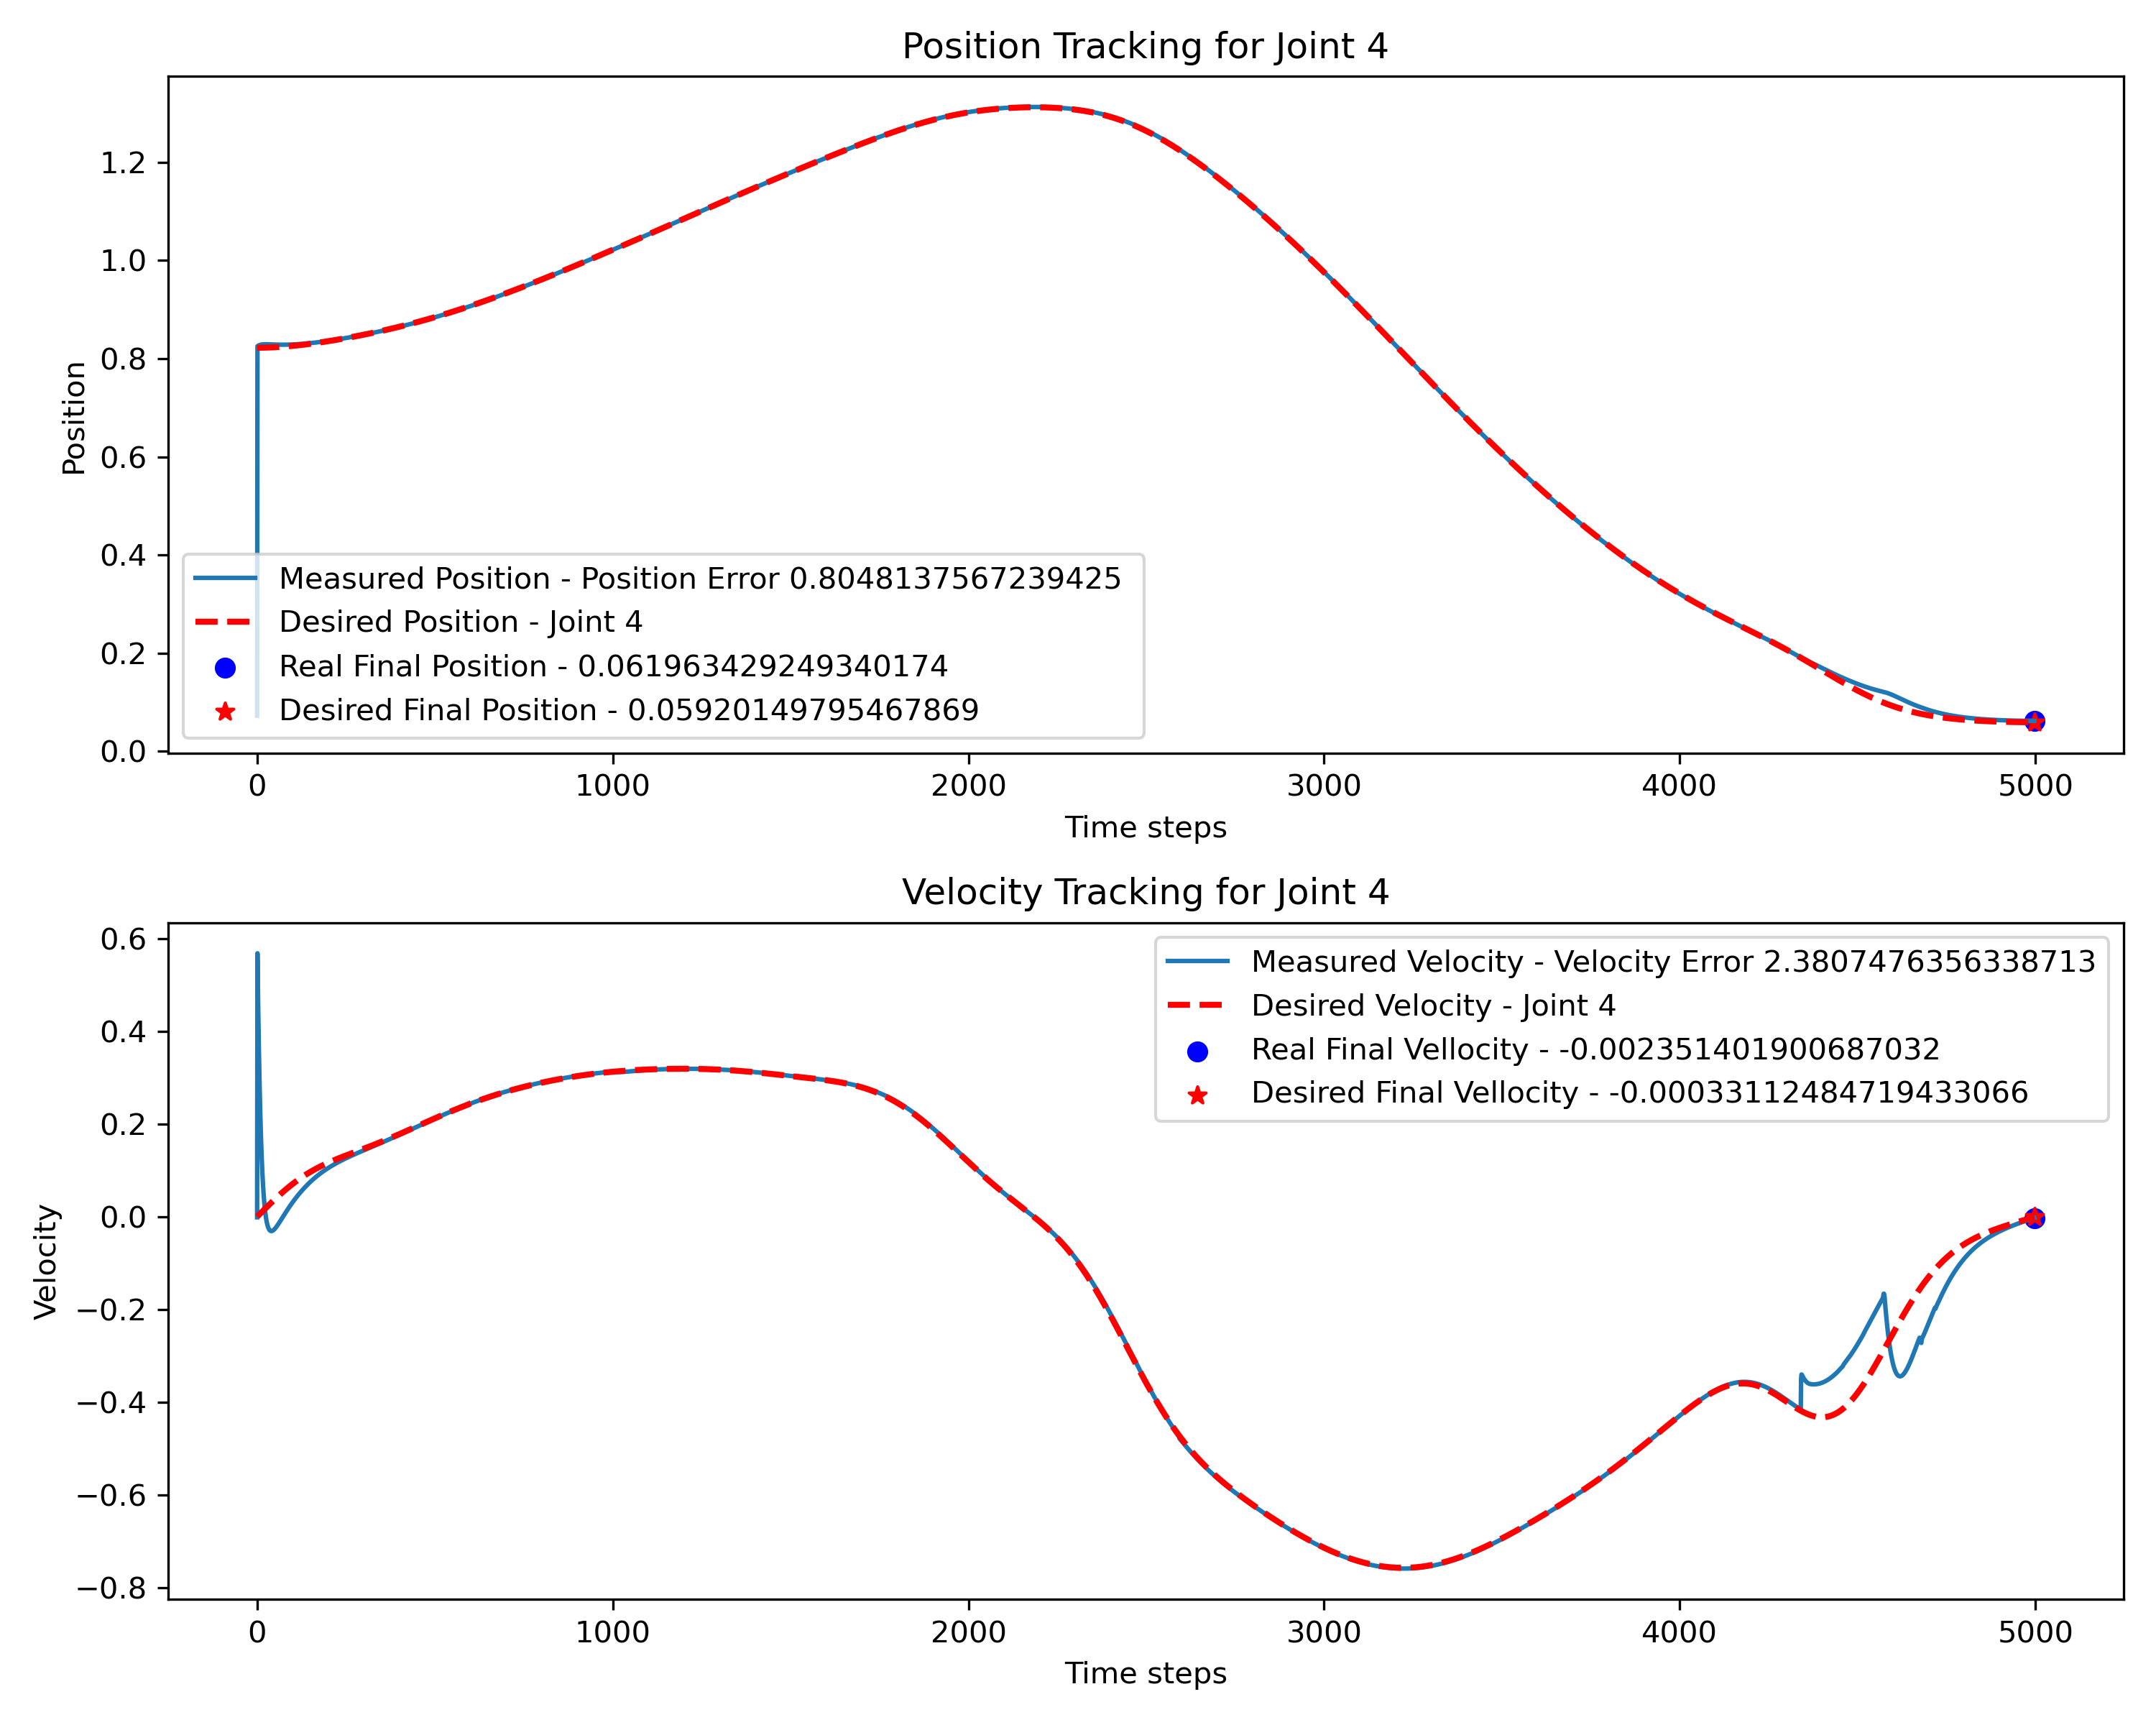 Position Tracking for Joint 4
Position
1.2
1.0
0.8
0.6
0.4
0.2
0.0
Measured Position - Position Error 0.8048137567239425
Desired Position - Joint 4
Real Final Position - 0.061963429249340174
Desired Final Position - 0.05920149795467869
0 1000 2000 3000 4000 5000
Time steps
Velocity Tracking for Joint 4
Velocity
0.6
0.4
0.2
0.0
−0.2
−0.4
−0.6
−0.8
Measured Velocity - Velocity Error 2.3807476356338713
Desired Velocity - Joint 4
Real Final Vellocity - -0.002351401900687032
Desired Final Vellocity - -0.00033112484719433066
0 1000 2000 3000 4000 5000
Time steps